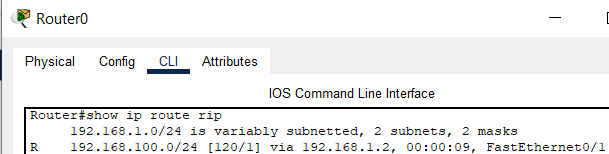 Router0
Physical Config CLI Attributes
IOS Command Line Interface
Router#show ip route rip
192.168.1.0/24 is variably subnetted, 2 subnets, 2 masks
R 192.168.100.0/24 [120/1] via 192.168.1.2, 00:00:09, FastEthernet0/1